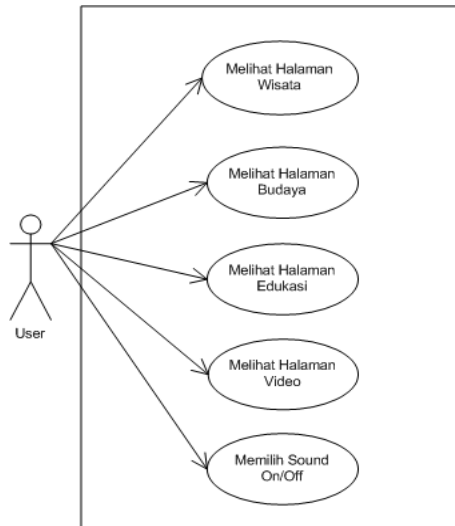 Melihat Halaman
Wisata
Melihat Halaman
Budaya
Melihat Halaman
Edukasi
User
Melihat Halaman
Video
Memilih Sound
On/Off